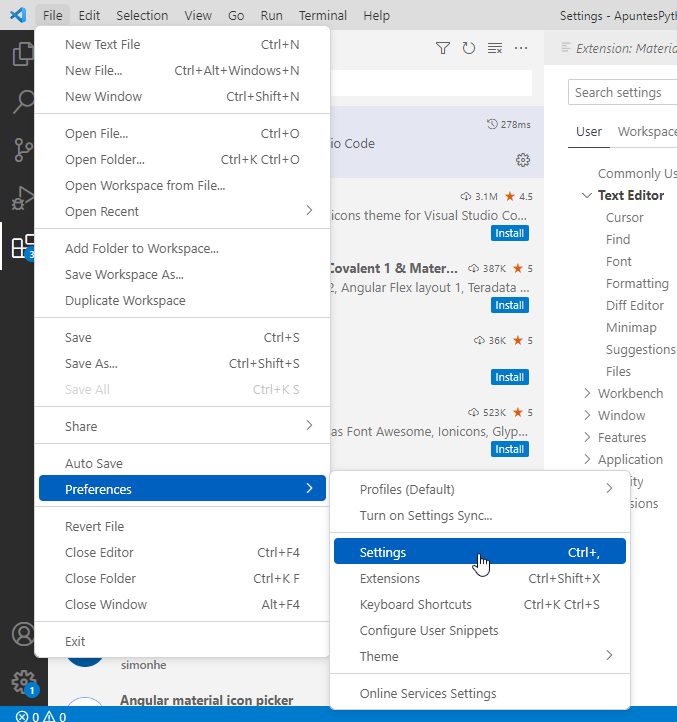 File Edit Selection View Go Run Terminal Help Settings - ApuntesPyth
New Text File Ctrl+N
New File... Ctrl+Alt+Windows+N
New Window Ctrl+Shift+N
Open File... Ctrl+O
Open Folder... Ctrl+K Ctrl+O
Open Workspace from File...
Open Recent
Add Folder to Workspace...
Save Workspace As...
Duplicate Workspace
Save Ctrl+S
Save As... Ctrl+Shift+S
Save All Ctrl+K S
Share
Auto Save
Preferences
Revert File
Close Editor Ctrl+F4
Close Folder Ctrl+K F
Close Window Alt+F4
Exit
Profiles (Default)
Turn on Settings Sync...
Settings Ctrl+,
Extensions Ctrl+Shift+X
Keyboard Shortcuts Ctrl+K Ctrl+S
Configure User Snippets
Theme
Online Services Settings
278ms
io Code
3.1M 4.5
icons theme for Visual Studio Co...
Install
Covalent 1 & Mater... 387K 5
2, Angular Flex layout 1, Teradata ...
Install
36K 5
Install
523K 5
as Font Awesome, Ionicons, Glyp...
Install
simonhe
Angular material icon picker
Extension: Materia
Search settings
User Workspace
Commonly Us
Text Editor
Cursor
Find
Font
Formatting
Diff Editor
Minimap
Suggestions
Files
Workbench
Window
Features
Application
ity
sions
3
1
0 0